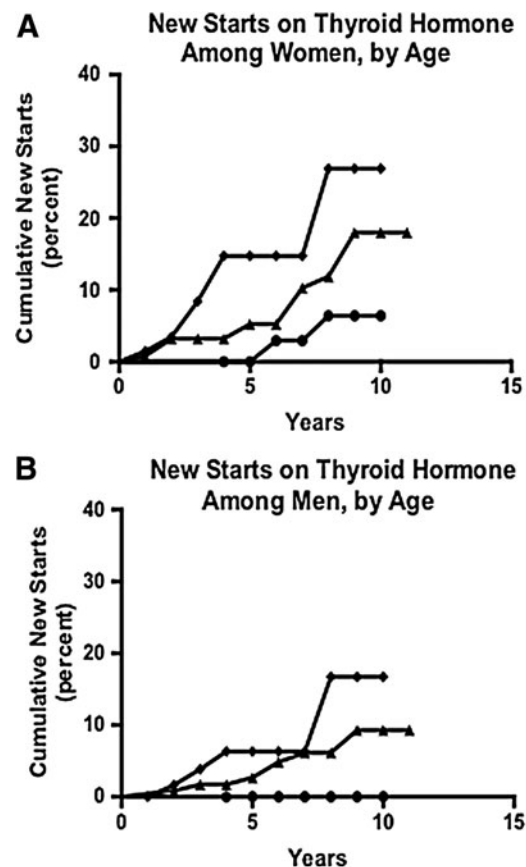 A
New Starts on Thyroid Hormone
Among Women, by Age
Cumulative New Starts
(percent)
40
30
20
10
0
0 5 10 15
Years
B
New Starts on Thyroid Hormone
Among Men, by Age
Cumulative New Starts
(percent)
40
30
20
10
0
0 5 10 15
Years